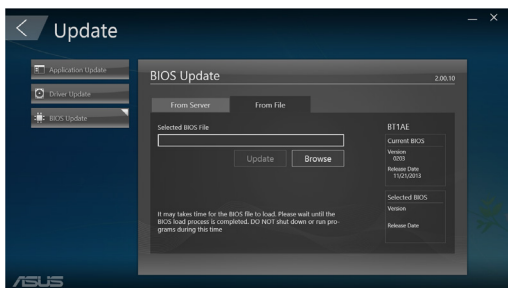 Update
Application Update
Driver Update
BIOS Update
BIOS Update
2.00.10
From Server
From File
Selected BIOS File
Update
Browse
It may takes time for the BIOS file to load. Please wait until the
BIOS load process is completed. DO NOT shut down or run pro-
grams during this time
BT1AE
Current BIOS
Version
0203
Release Date
11/21/2013
Selected BIOS
Version
Release Date
ASUS